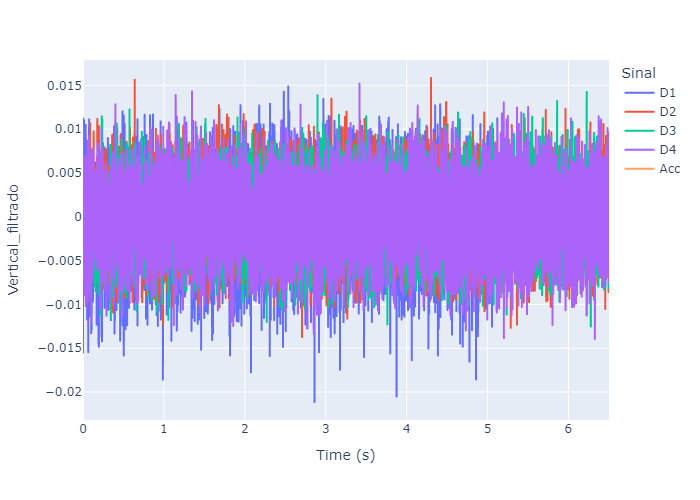 Sinal
D1
D2
D3
D4
Acc
0.015
0.01
0.005
0
−0.005
−0.01
−0.015
−0.02
Vertical_filtrado
0 1 2 3 4 5 6
Time (s)